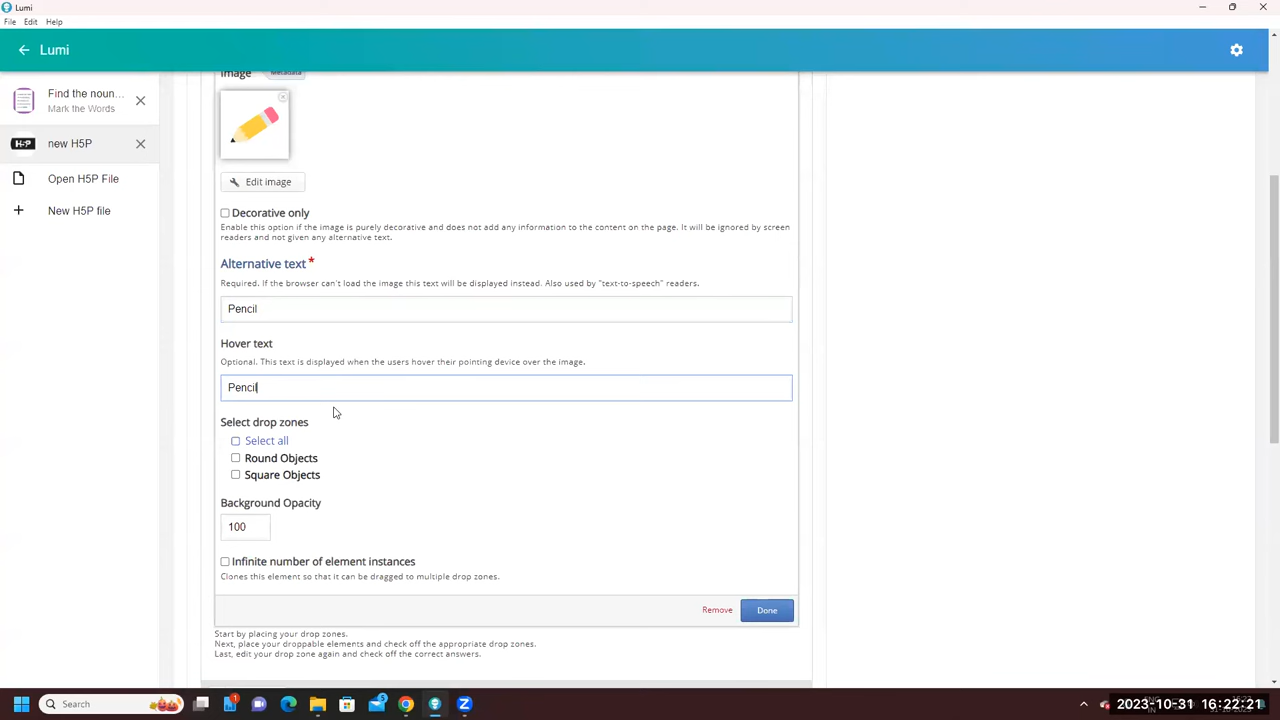 Lumi
File Edit Help
Lumi
Find the noun...
Mark the Words
H-P new H5P
Open H5P File
New H5P file
Image Metadata
Edit image
Decorative only
Enable this option if the image is purely decorative and does not add any information to the content on the page. It will be ignored by screen
readers and not given any alternative text.
Alternative text *
Required. If the browser can't load the image this text will be displayed instead. Also used by "text-to-speech" readers.
Pencil
Hover text
Optional. This text is displayed when the users hover their pointing device over the image.
Pencil
Select drop zones
Select all
Round Objects
Square Objects
Background Opacity
100
Infinite number of element instances
Clones this element so that it can be dragged to multiple drop zones.
Remove Done
Start by placing your drop zones.
Next, place your droppable elements and check off the appropriate drop zones.
Last, edit your drop zone again and check off the correct answers.
Search
2023-10-31 16:22:21